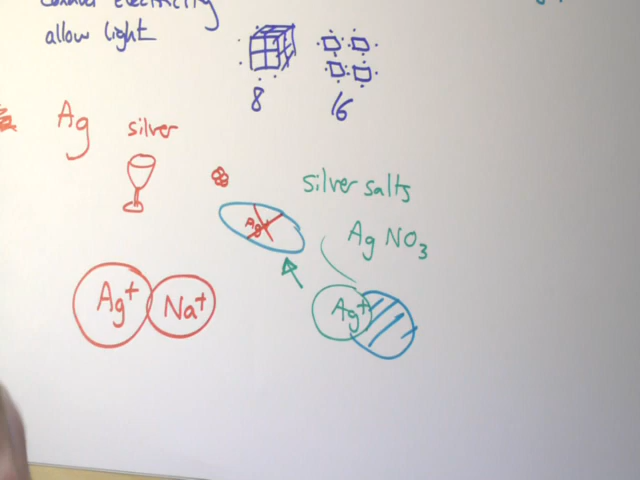 conduct electricity
allow light
8
16
Ag silver
silver salts
Ag
Ag NO3
Ag+ Na+
Ag+